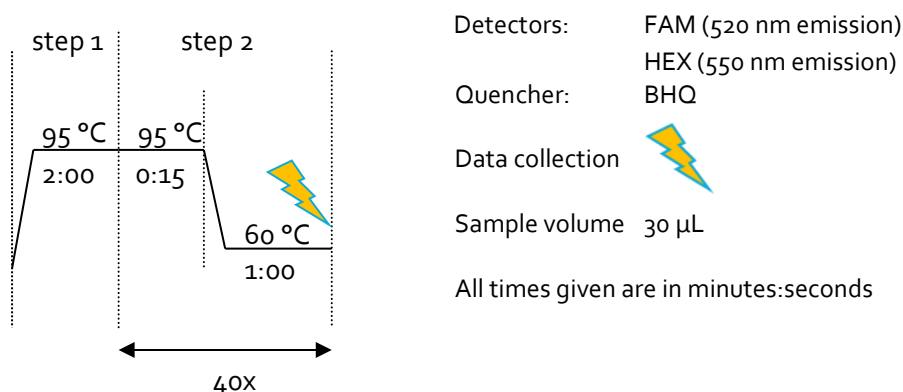 step 1 step 2
95 °C 95 °C
2:00 0:15
60 °C
1:00
40x
Detectors: FAM (520 nm emission)
HEX (550 nm emission)
Quencher: BHQ
Data collection
Sample volume 30 µL
All times given are in minutes:seconds